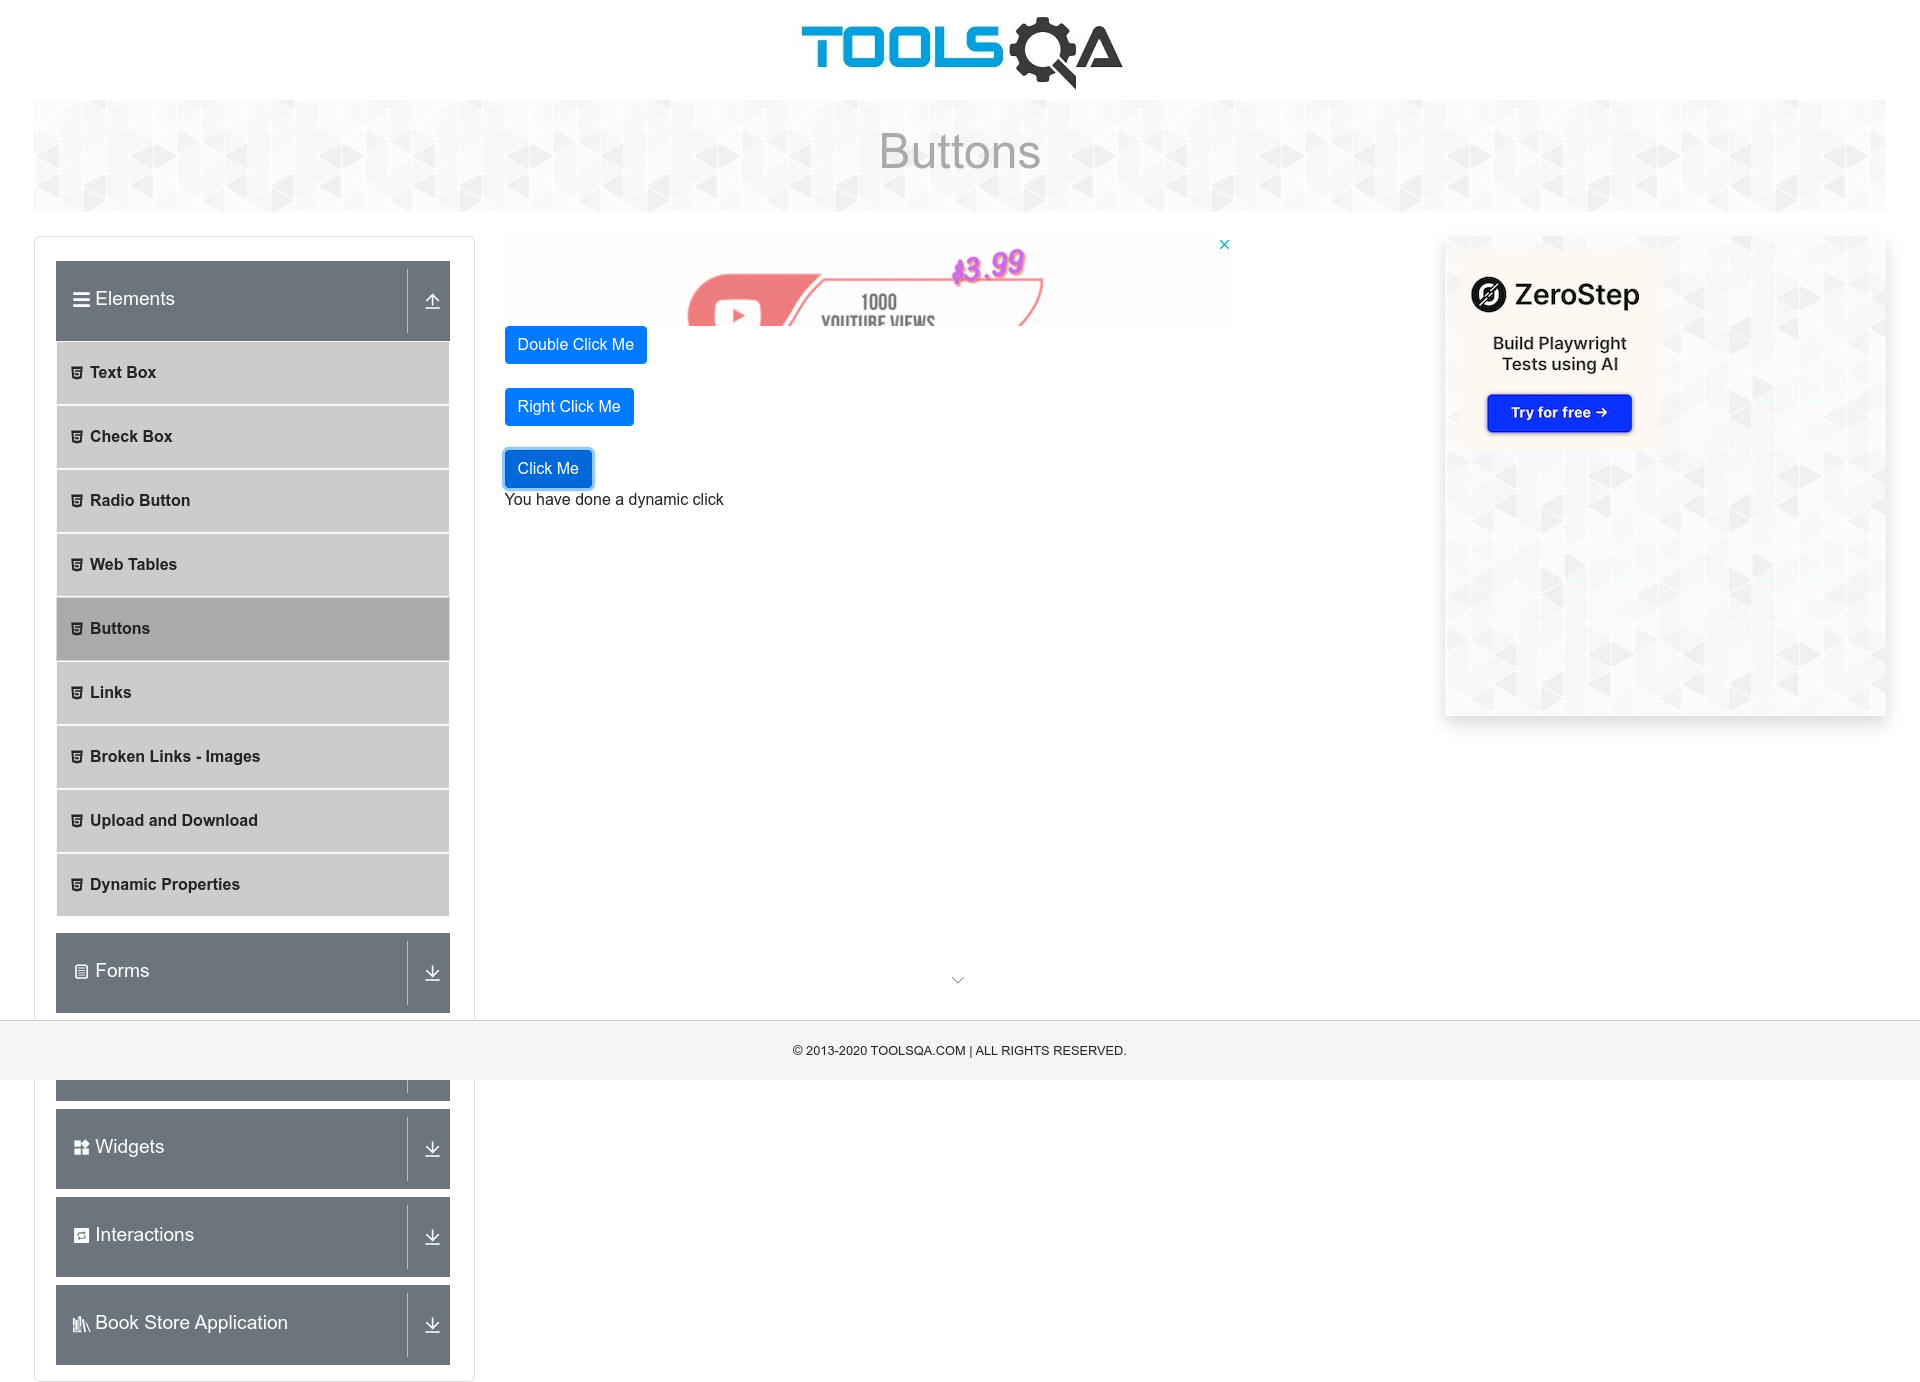 TOOLSQA
Buttons
Elements
Text Box
Check Box
Radio Button
Web Tables
Buttons
Links
Broken Links - Images
Upload and Download
Dynamic Properties
Forms
Widgets
Interactions
Book Store Application
$3.99
1000
YOUTUBE VIEWS
Double Click Me
Right Click Me
Click Me
You have done a dynamic click
ZeroStep
Build Playwright
Tests using AI
Try for free →
© 2013-2020 TOOLSQA.COM | ALL RIGHTS RESERVED.